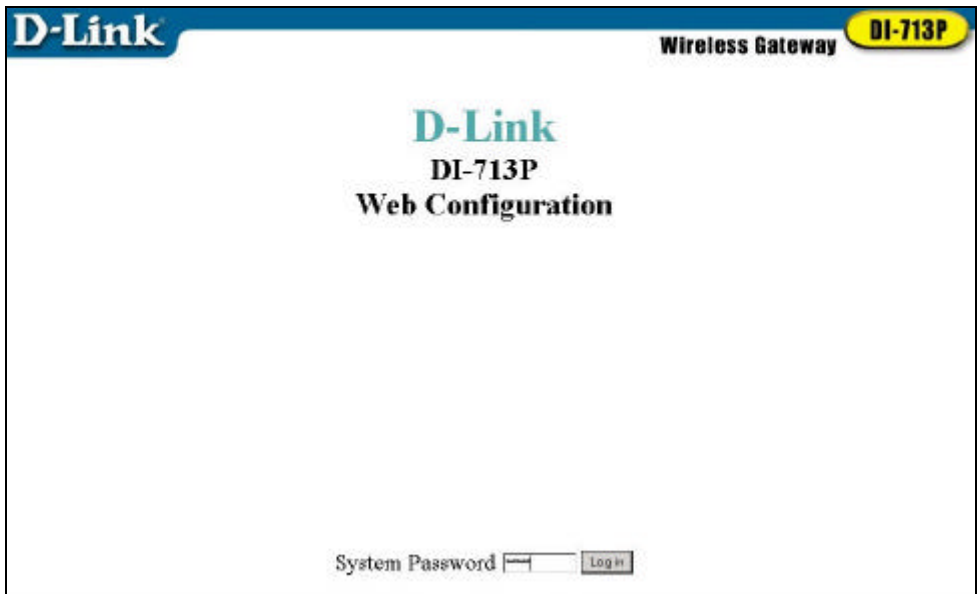 D-Link
Wireless Gateway DI-713P
D-Link
DI-713P
Web Configuration
System Password Log in